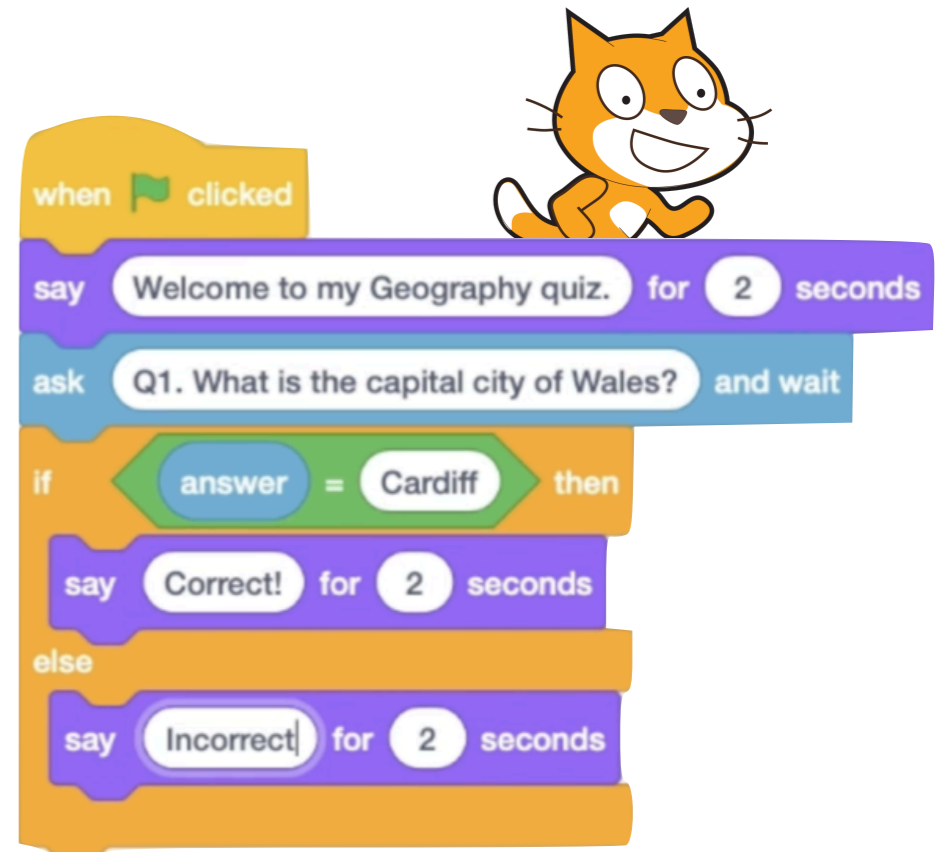 when clicked
say Welcome to my Geography quiz. for 2 seconds
ask Q1. What is the capital city of Wales? and wait
if answer = Cardiff then
say Correct! for 2 seconds
else
say Incorrect for 2 seconds